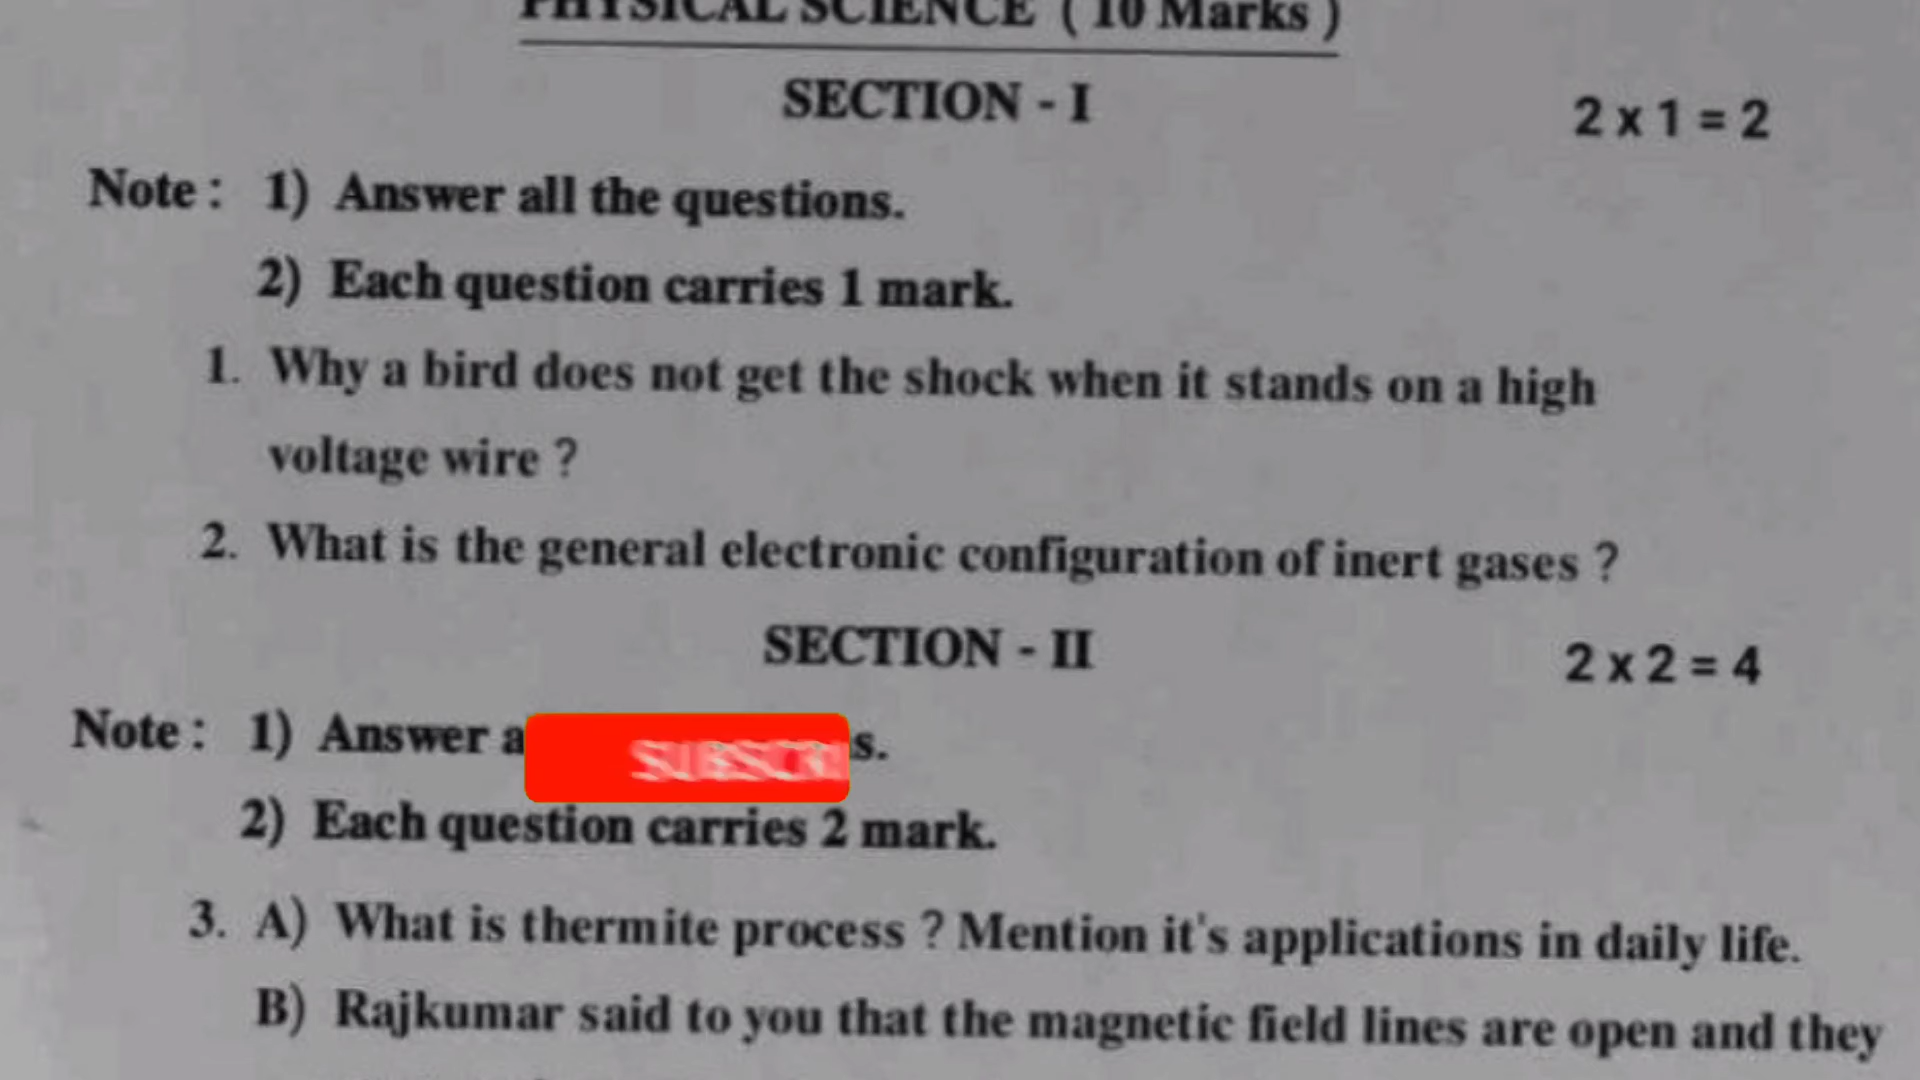 PHYSICAL SCIENCE ( 10 Marks )
SECTION - I
2 x 1 = 2
Note : 1) Answer all the questions.
2) Each question carries 1 mark.
1. Why a bird does not get the shock when it stands on a high
voltage wire ?
2. What is the general electronic configuration of inert gases ?
SECTION - II
2 x 2 = 4
Note : 1) Answer
2) Each question carries 2 mark.
3. A) What is thermite process ? Mention it's applications in daily life.
B) Rajkumar said to you that the magnetic field lines are open and they